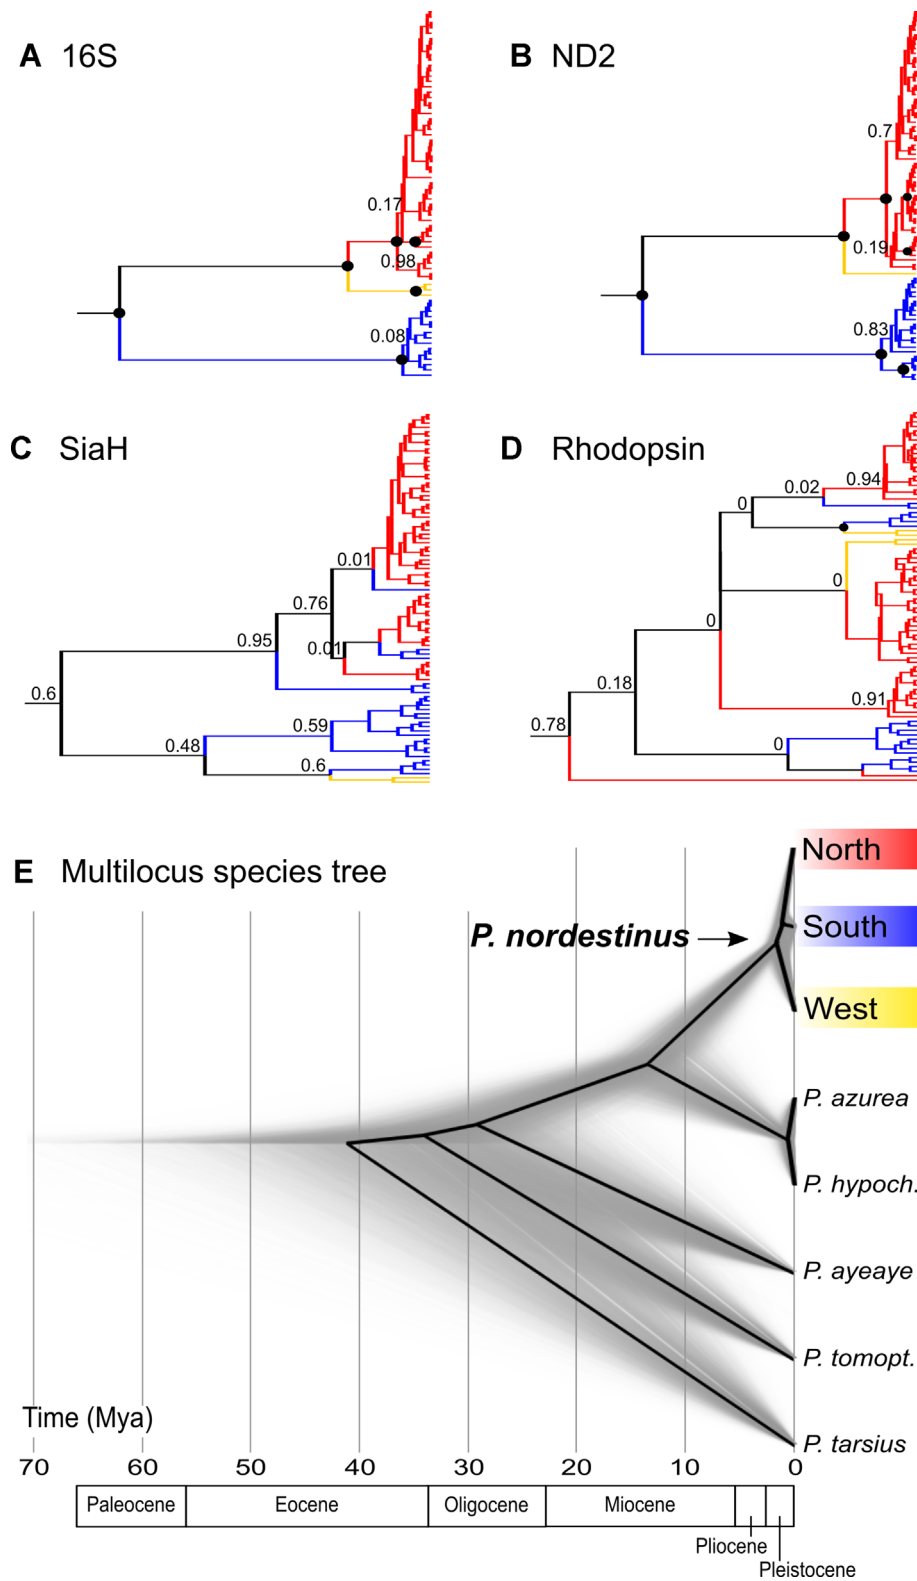 A 16S
0.17
0.98
0.08
B ND2
0.7
0.19
0.83
C SiaH
0.01
0.76
0.01
0.95
0.6
0.59
0.48
0.6
D Rhodopsin
0.94
0.02
0
0
0
0.18
0.91
0.78
0
E Multilocus species tree
North
P. nordestinus
South
West
P. azurea
P. hypoch.
P. ayeaye
P. tomopt.
P. tarsius
Time (Mya)
70 60 50 40 30 20 10 0
Paleocene Eocene Oligocene Miocene
Pliocene
Pleistocene